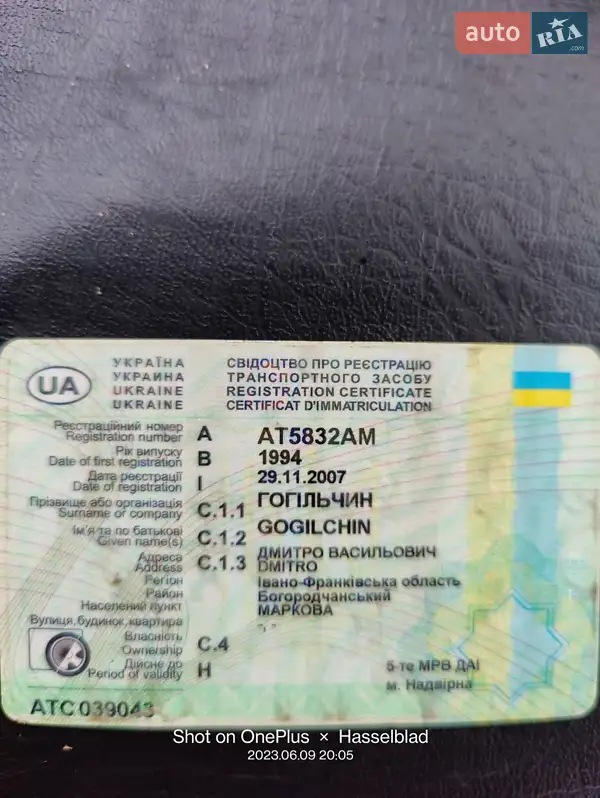 auto RIA .com
УКРАЇНА СВІДОЦТВО ПРО РЕЄСТРАЦІЮ
УКРАИНА ТРАНСПОРТНОГО ЗАСОБУ
UKRAINE REGISTRATION CERTIFICATE
UKRAINE CERTIFICAT D'IMMATRICULATION
UA
Реєстраційний номер
Registration number A AT5832AM
Рік випуску
Date of first registration B 1994
Дата реєстрації
Date of registration I 29.11.2007
Прізвище або організація
Surname or company C.1.1 ГОГІЛЬЧИН
Ім'я та по батькові
Given name(s) C.1.2 GOGILCHIN
Адреса
Address C.1.3 ДМИТРО ВАСИЛЬОВИЧ
DMITRO
Регіон Івано-Франківська область
Район Богородчанський
Населений пункт МАРКОВА
Вулиця, будинок, квартира , ,
Власність
Ownership C.4
Дійсне до
Period of validity H
5-те МРВ ДАІ
м. Надвірна
ATC 039043
Shot on OnePlus × Hasselblad
2023.06.09 20:05